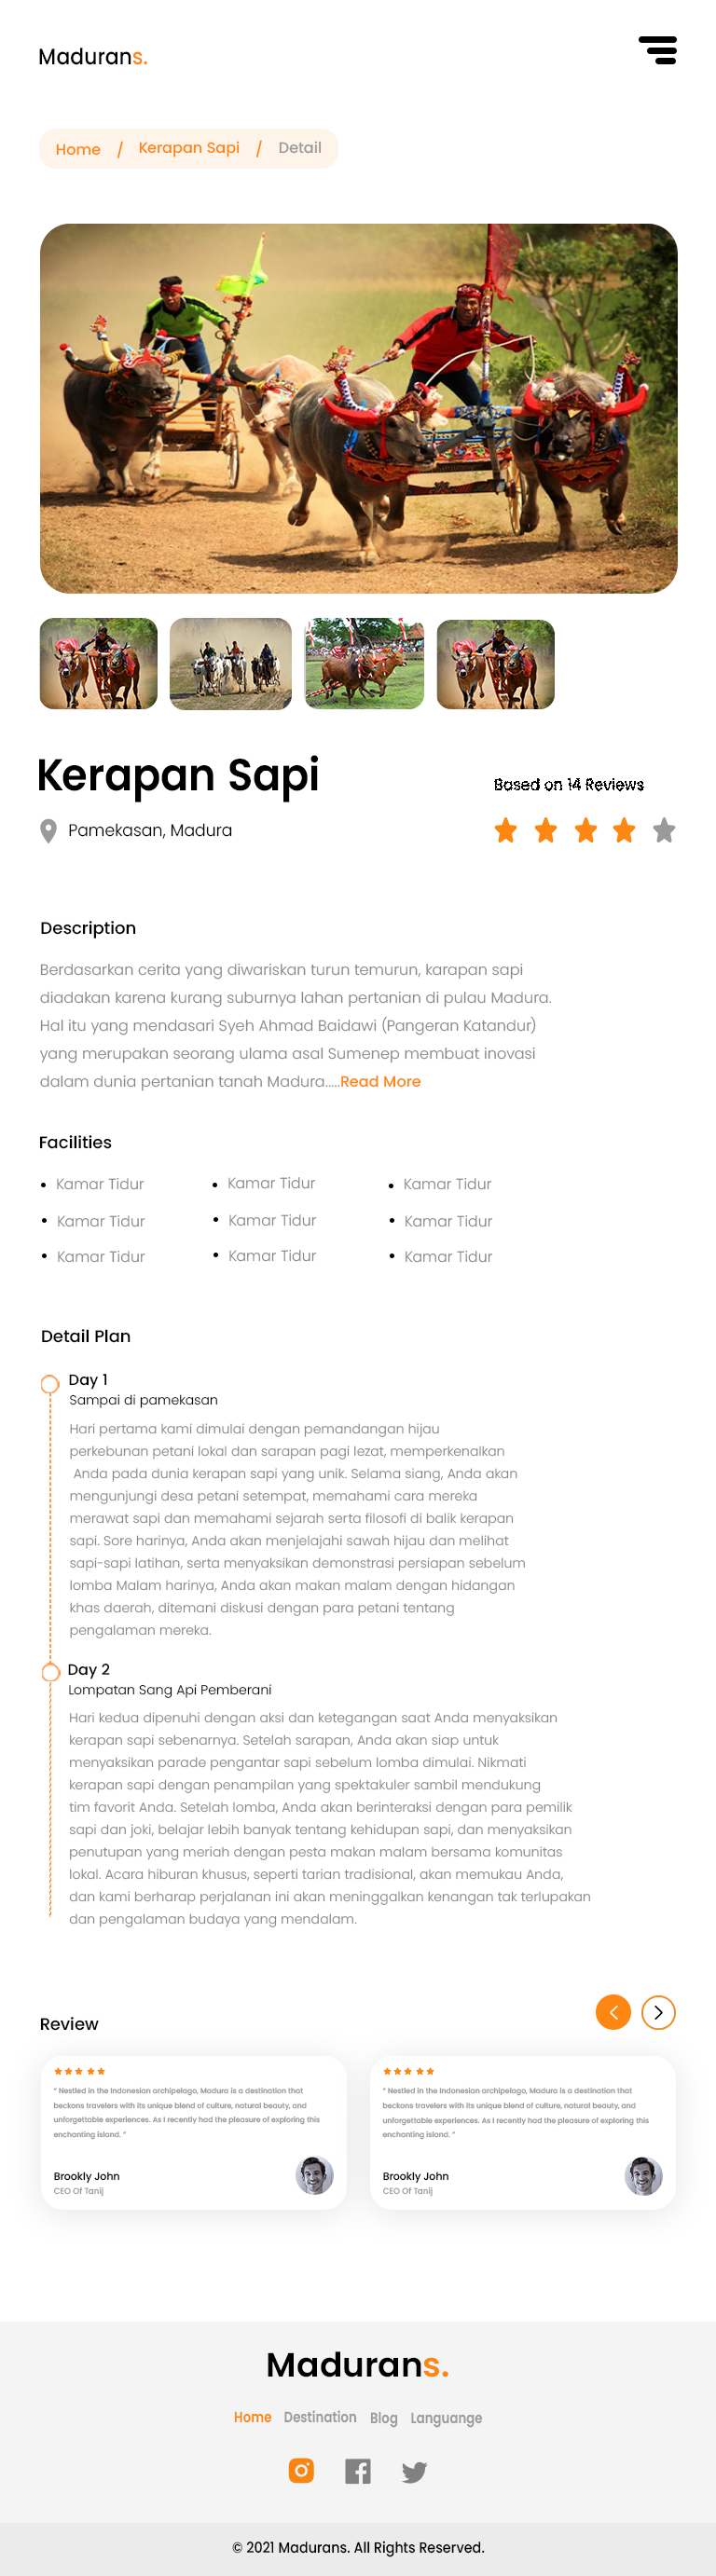 Madurans.
Home / Kerapan Sapi / Detail
Kerapan Sapi
Based on 14 Reviews
Pamekasan, Madura
Description
Berdasarkan cerita yang diwariskan turun temurun, karapan sapi
diadakan karena kurang suburnya lahan pertanian di pulau Madura.
Hal itu yang mendasari Syeh Ahmad Baidawi (Pangeran Katandur)
yang merupakan seorang ulama asal Sumenep membuat inovasi
dalam dunia pertanian tanah Madura.....Read More
Facilities
• Kamar Tidur • Kamar Tidur • Kamar Tidur
• Kamar Tidur • Kamar Tidur • Kamar Tidur
• Kamar Tidur • Kamar Tidur • Kamar Tidur
Detail Plan
Day 1
Sampai di pamekasan
Hari pertama kami dimulai dengan pemandangan hijau
perkebunan petani lokal dan sarapan pagi lezat, memperkenalkan
Anda pada dunia kerapan sapi yang unik. Selama siang, Anda akan
mengunjungi desa petani setempat, memahami cara mereka
merawat sapi dan memahami sejarah serta filosofi di balik kerapan
sapi. Sore harinya, Anda akan menjelajahi sawah hijau dan melihat
sapi-sapi latihan, serta menyaksikan demonstrasi persiapan sebelum
lomba Malam harinya, Anda akan makan malam dengan hidangan
khas daerah, ditemani diskusi dengan para petani tentang
pengalaman mereka.
Day 2
Lompatan Sang Api Pemberani
Hari kedua dipenuhi dengan aksi dan ketegangan saat Anda menyaksikan
kerapan sapi sebenarnya. Setelah sarapan, Anda akan siap untuk
menyaksikan parade pengantar sapi sebelum lomba dimulai. Nikmati
kerapan sapi dengan penampilan yang spektakuler sambil mendukung
tim favorit Anda. Setelah lomba, Anda akan berinteraksi dengan para pemilik
sapi dan joki, belajar lebih banyak tentang kehidupan sapi, dan menyaksikan
penutupan yang meriah dengan pesta makan malam bersama komunitas
lokal. Acara hiburan khusus, seperti tarian tradisional, akan memukau Anda,
dan kami berharap perjalanan ini akan meninggalkan kenangan tak terlupakan
dan pengalaman budaya yang mendalam.
Review
" Nestled in the Indonesian archipelago, Madura is a destination that
beckons travelers with its unique blend of culture, natural beauty, and
unforgettable experiences. As I recently had the pleasure of exploring this
enchanting island. "
Brookly John
CEO Of Tanij
" Nestled in the Indonesian archipelago, Madura is a destination that
beckons travelers with its unique blend of culture, natural beauty, and
unforgettable experiences. As I recently had the pleasure of exploring this
enchanting island. "
Brookly John
CEO Of Tanij
Madurans.
Home Destination Blog Languange
© 2021 Madurans. All Rights Reserved.